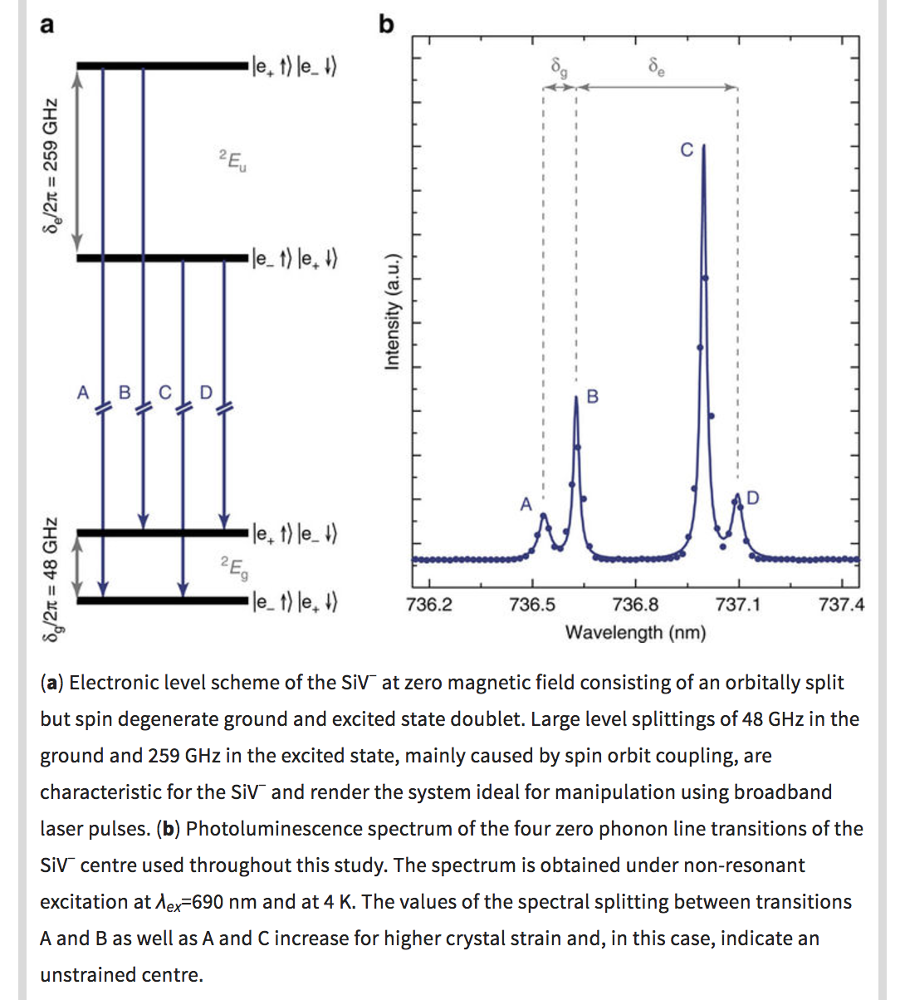 a
b
|e₊ ↑⟩ |e₋ ↓⟩
δₑ/2π = 259 GHz
²Eᵤ
|e₋ ↑⟩ |e₊ ↓⟩
A B C D
|e₊ ↑⟩ |e₋ ↓⟩
δg/2π = 48 GHz
²Eg
|e₋ ↑⟩ |e₊ ↓⟩
δg
δₑ
C
B
A
D
Intensity (a.u.)
736.2 736.5 736.8 737.1 737.4
Wavelength (nm)
(a) Electronic level scheme of the SiV⁻ at zero magnetic field consisting of an orbitally split
but spin degenerate ground and excited state doublet. Large level splittings of 48 GHz in the
ground and 259 GHz in the excited state, mainly caused by spin orbit coupling, are
characteristic for the SiV⁻ and render the system ideal for manipulation using broadband
laser pulses. (b) Photoluminescence spectrum of the four zero phonon line transitions of the
SiV⁻ centre used throughout this study. The spectrum is obtained under non-resonant
excitation at λex=690 nm and at 4 K. The values of the spectral splitting between transitions
A and B as well as A and C increase for higher crystal strain and, in this case, indicate an
unstrained centre.